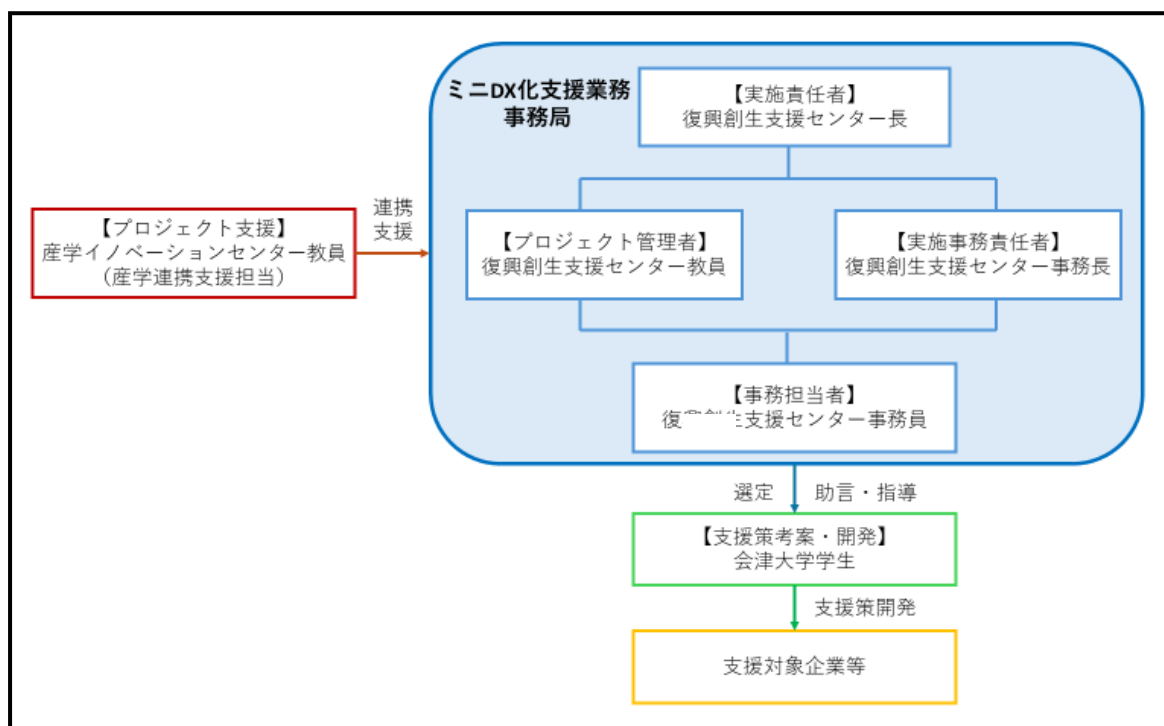 ミニDX化支援業務
事務局
【実施責任者】
復興創生支援センター長
連携
支援
【プロジェクト支援】
産学イノベーションセンター教員
（産学連携支援担当）
【プロジェクト管理者】
復興創生支援センター教員
【実施事務責任者】
復興創生支援センター事務長
【事務担当者】
復興創生支援センター事務員
選定
助言・指導
【支援策考案・開発】
会津大学学生
支援策開発
支援対象企業等